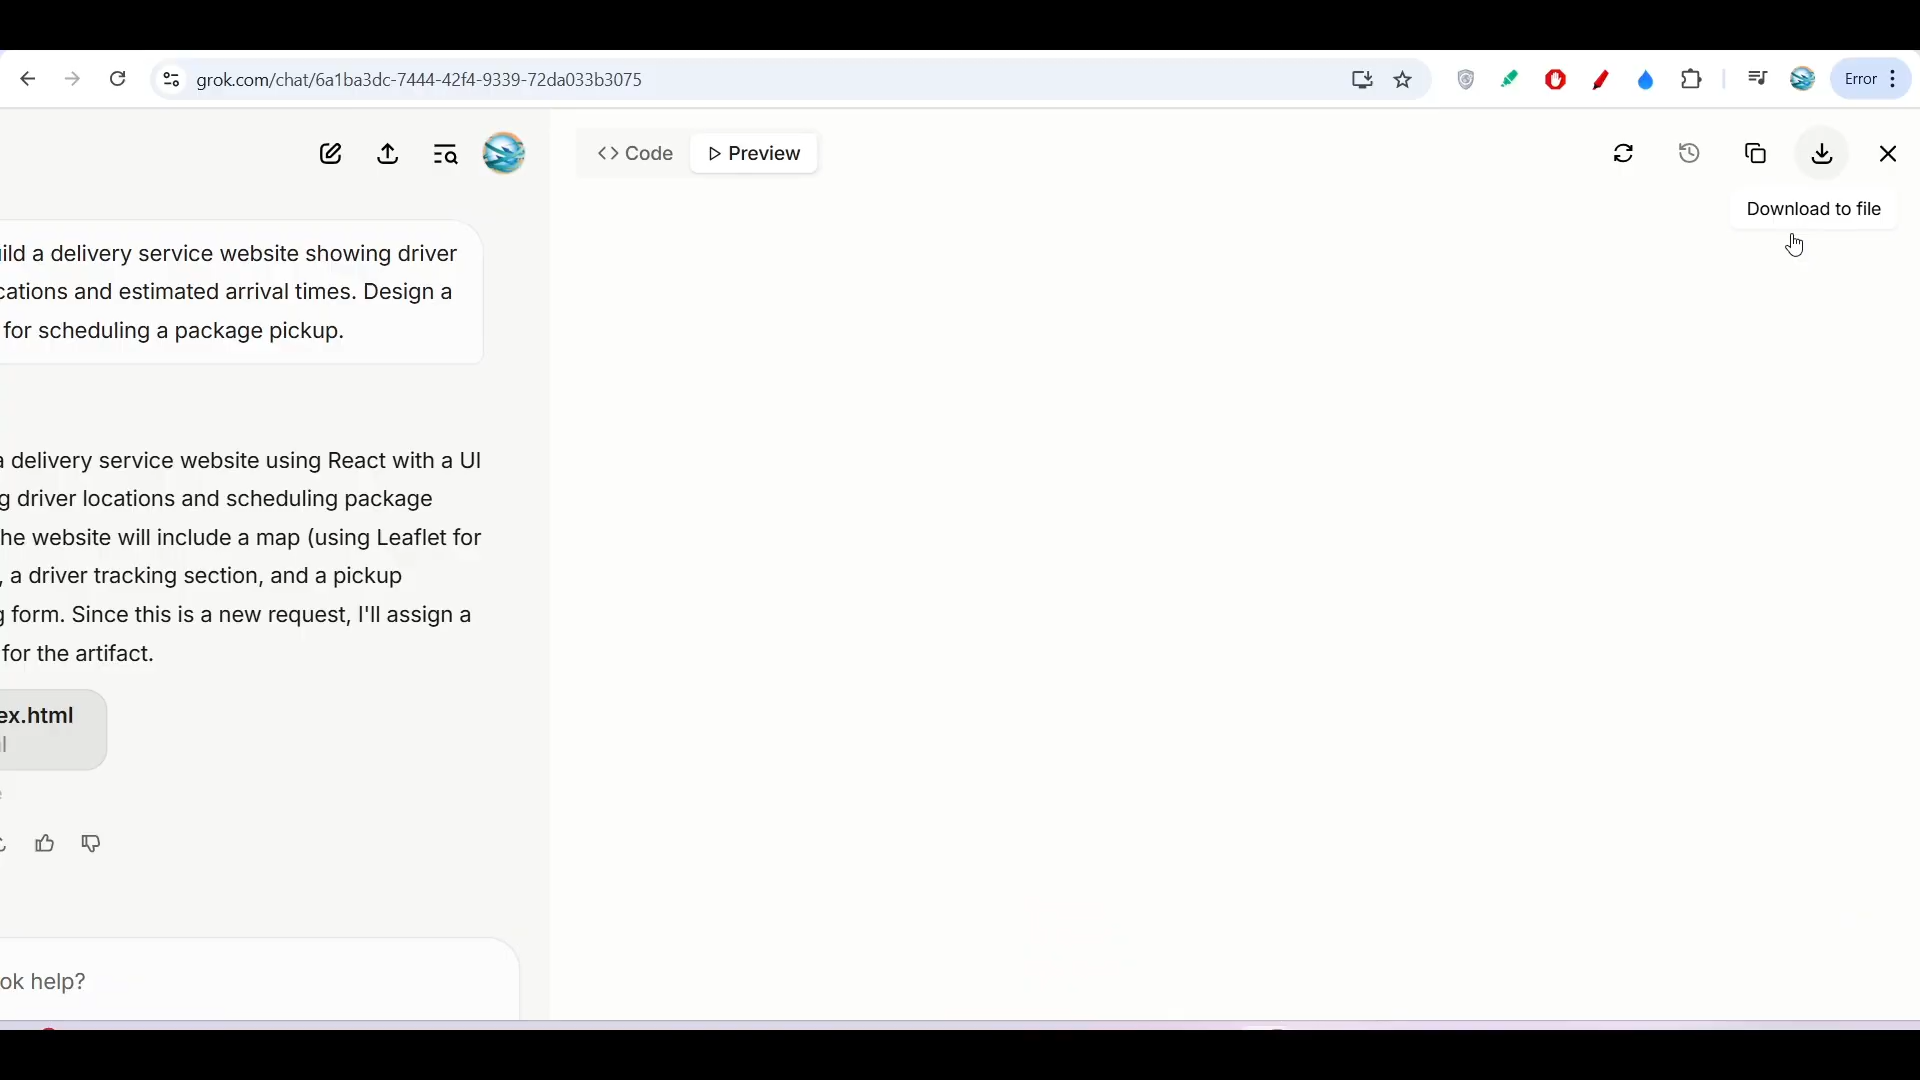 grok.com/chat/6a1ba3dc-7444-42f4-9339-72da033b3075
Error
Code
Preview
Download to file
ild a delivery service website showing driver
cations and estimated arrival times. Design a
for scheduling a package pickup.
a delivery service website using React with a UI
g driver locations and scheduling package
he website will include a map (using Leaflet for
, a driver tracking section, and a pickup
g form. Since this is a new request, I'll assign a
for the artifact.
ex.html
l
ok help?